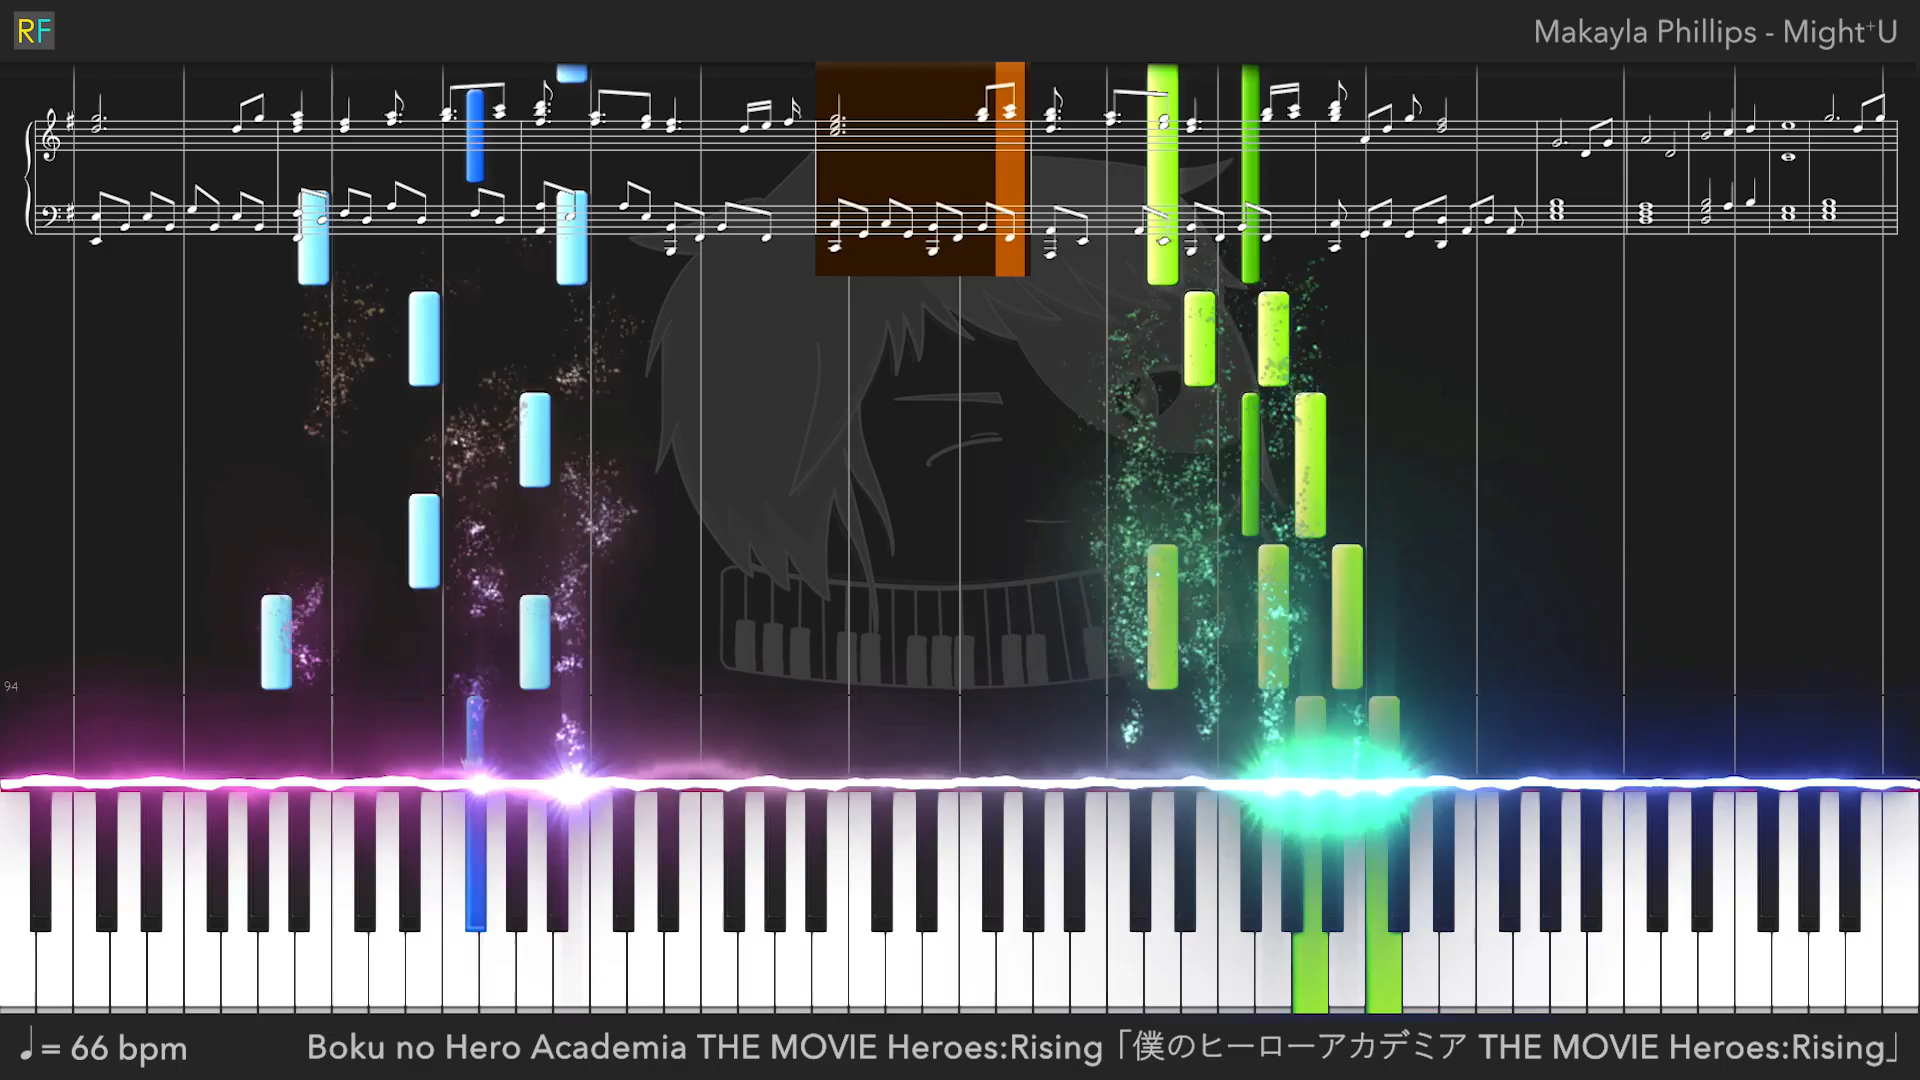 RF
Makayla Phillips - Might⁺U
94
♩= 66 bpm
Boku no Hero Academia THE MOVIE Heroes:Rising「僕のヒーローアカデミア THE MOVIE Heroes:Rising」